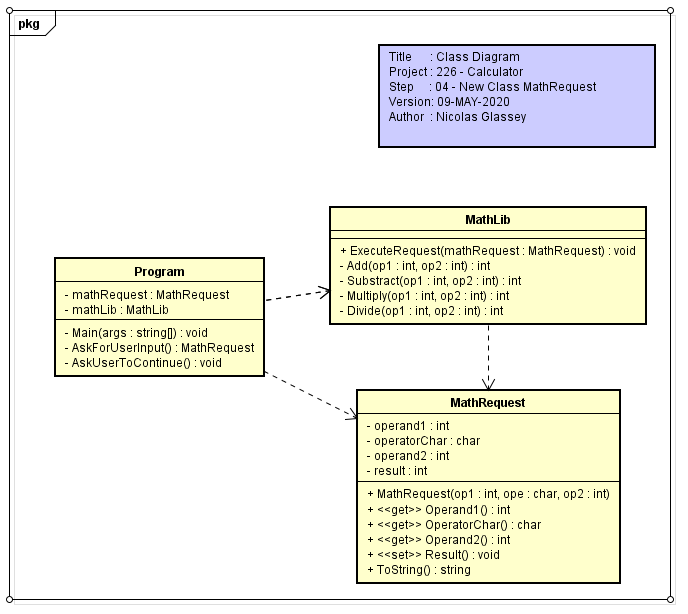 pkg
Title : Class Diagram
Project : 226 - Calculator
Step : 04 - New Class MathRequest
Version: 09-MAY-2020
Author : Nicolas Glassey
MathLib
+ ExecuteRequest(mathRequest : MathRequest) : void
- Add(op1 : int, op2 : int) : int
- Substract(op1 : int, op2 : int) : int
- Multiply(op1 : int, op2 : int) : int
- Divide(op1 : int, op2 : int) : int
Program
- mathRequest : MathRequest
- mathLib : MathLib
- Main(args : string[]) : void
- AskForUserInput() : MathRequest
- AskUserToContinue() : void
MathRequest
- operand1 : int
- operatorChar : char
- operand2 : int
- result : int
+ MathRequest(op1 : int, ope : char, op2 : int)
+ <<get>> Operand1() : int
+ <<get>> OperatorChar() : char
+ <<get>> Operand2() : int
+ <<set>> Result() : void
+ ToString() : string